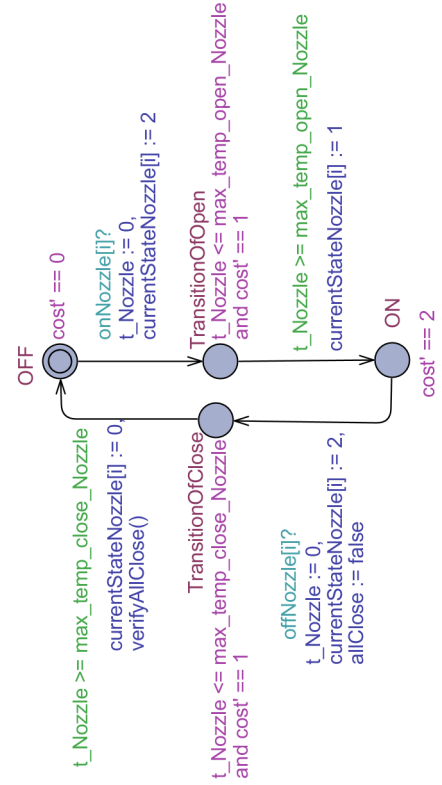 OFF
cost' == 0
onNozzle[i]?
t_Nozzle := 0,
currentStateNozzle[i] := 2
TransitionOfOpen
t_Nozzle <= max_temp_open_Nozzle
and cost' == 1
t_Nozzle >= max_temp_open_Nozzle
currentStateNozzle[i] := 1
ON
cost' == 2
t_Nozzle >= max_temp_close_Nozzle
currentStateNozzle[i] := 0,
verifyAllClose()
TransitionOfClose
t_Nozzle <= max_temp_close_Nozzle
and cost' == 1
offNozzle[i]?
t_Nozzle := 0,
currentStateNozzle[i] := 2,
allClose := false